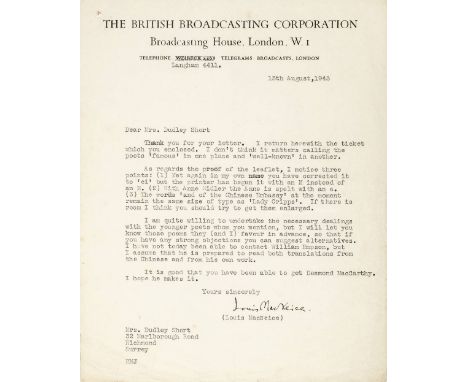 THE BRITISH BROADCASTING CORPORATION
Broadcasting House, London, W 1
TELEPHONE WELBECK 4468 TELEGRAMS: BROADCASTS, LONDON
Langham 4411.
13th August, 1943
Dear Mrs. Dudley Short
Thank you for your letter. I return herewith the ticket
which you enclosed. I don't think it matters calling the
poets 'famous' in one place and 'well-known' in another.
As regards the proof of the leaflet, I notice three
points: (1) Yet again in my own name you have corrected it
to 'ei' but the printer has begun it with an N instead of
an M. (2) With Anne Ridler the Anne is spelt with an e.
(3) The words 'and of the Chinese Embassy' at the moment
remain the same size of type as 'Lady Cripps'. If there is
room I think you should try to get them enlarged.
I am quite willing to undertake the necessary dealings
with the younger poets whom you mention, but I will let you
know those poems they (and I) favour in advance, so that if
you have any strong objections you can suggest alternatives.
I have not today been able to contact William Empson, but
I assume that he is prepared to read both translations from
the Chinese and from his own work.
It is good that you have been able to get Desmond MacCarthy.
I hope he makes it.
Yours sincerely
Louis MacNeice
(Louis MacNeice)
Mrs. Dudley Short
32 Marlborough Road
Richmond
Surrey